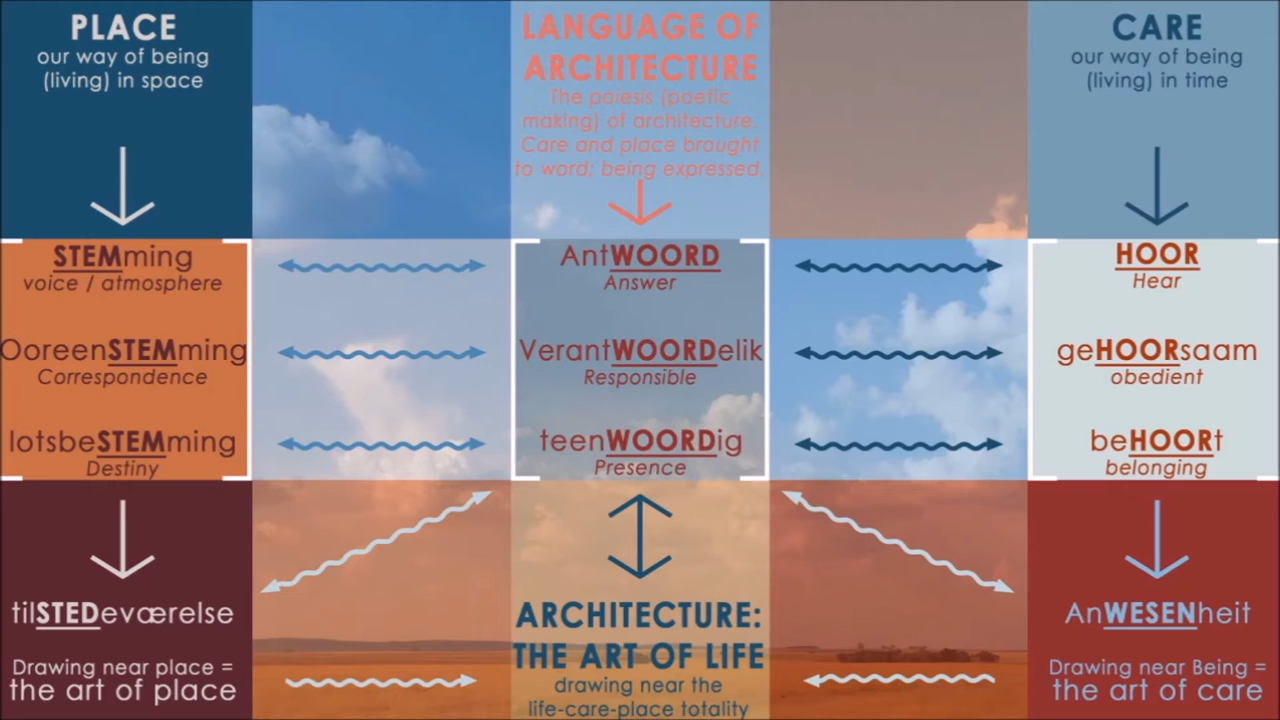 PLACE
our way of being
(living) in space
LANGUAGE OF
ARCHITECTURE
The poiesis (poetic
making) of architecture.
Care and place brought
to word; being expressed.
CARE
our way of being
(living) in time
STEMming
voice / atmosphere
OoreenSTEMming
Correspondence
lotsbeSTEMming
Destiny
AntWOORD
Answer
VerantWOORDelik
Responsible
teenWOORDig
Presence
HOOR
Hear
geHOORsaam
obedient
beHOORt
belonging
tilSTEDeværelse
Drawing near place =
the art of place
ARCHITECTURE:
THE ART OF LIFE
drawing near the
life-care-place totality
AnWESENheit
Drawing near Being =
the art of care